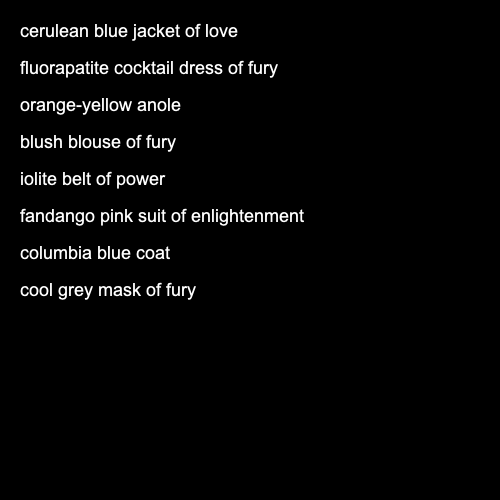 cerulean blue jacket of love
fluorapatite cocktail dress of fury
orange-yellow anole
blush blouse of fury
iolite belt of power
fandango pink suit of enlightenment
columbia blue coat
cool grey mask of fury